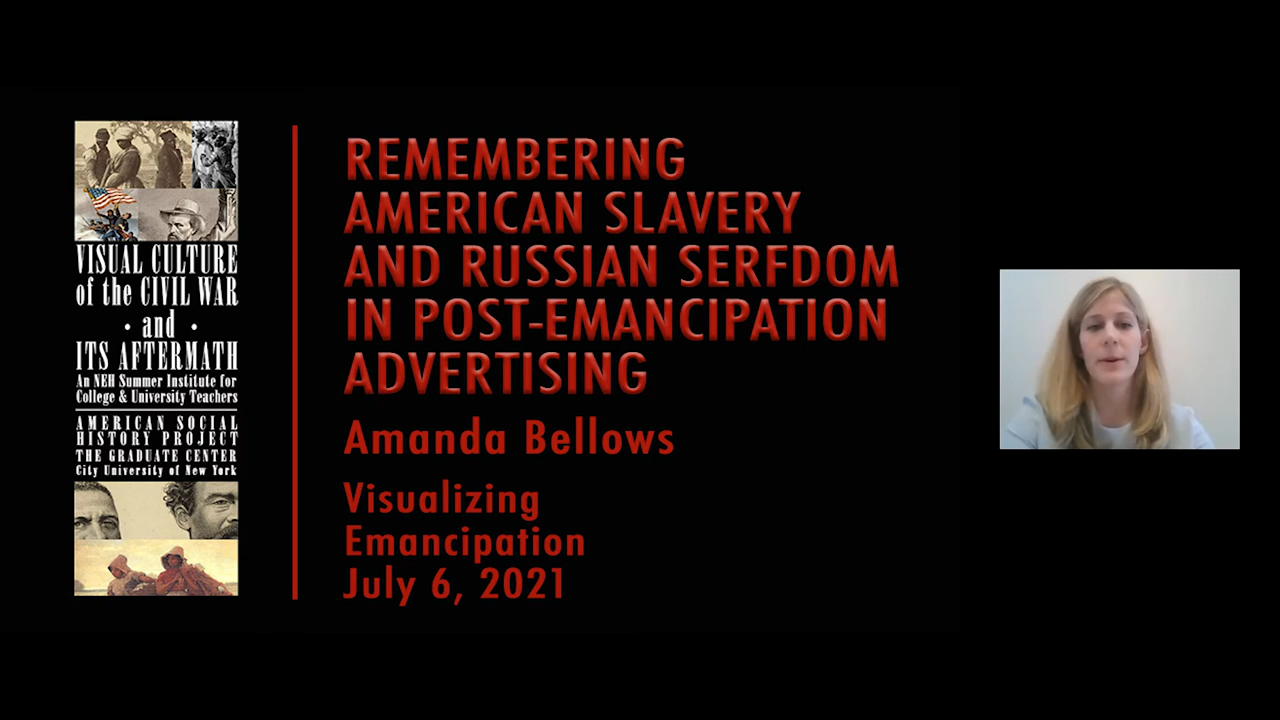 VISUAL CULTURE
of the CIVIL WAR
· and ·
ITS AFTERMATH
An NEH Summer Institute for
College & University Teachers
AMERICAN SOCIAL
HISTORY PROJECT
THE GRADUATE CENTER
City University of New York
REMEMBERING
AMERICAN SLAVERY
AND RUSSIAN SERFDOM
IN POST-EMANCIPATION
ADVERTISING
Amanda Bellows
Visualizing
Emancipation
July 6, 2021